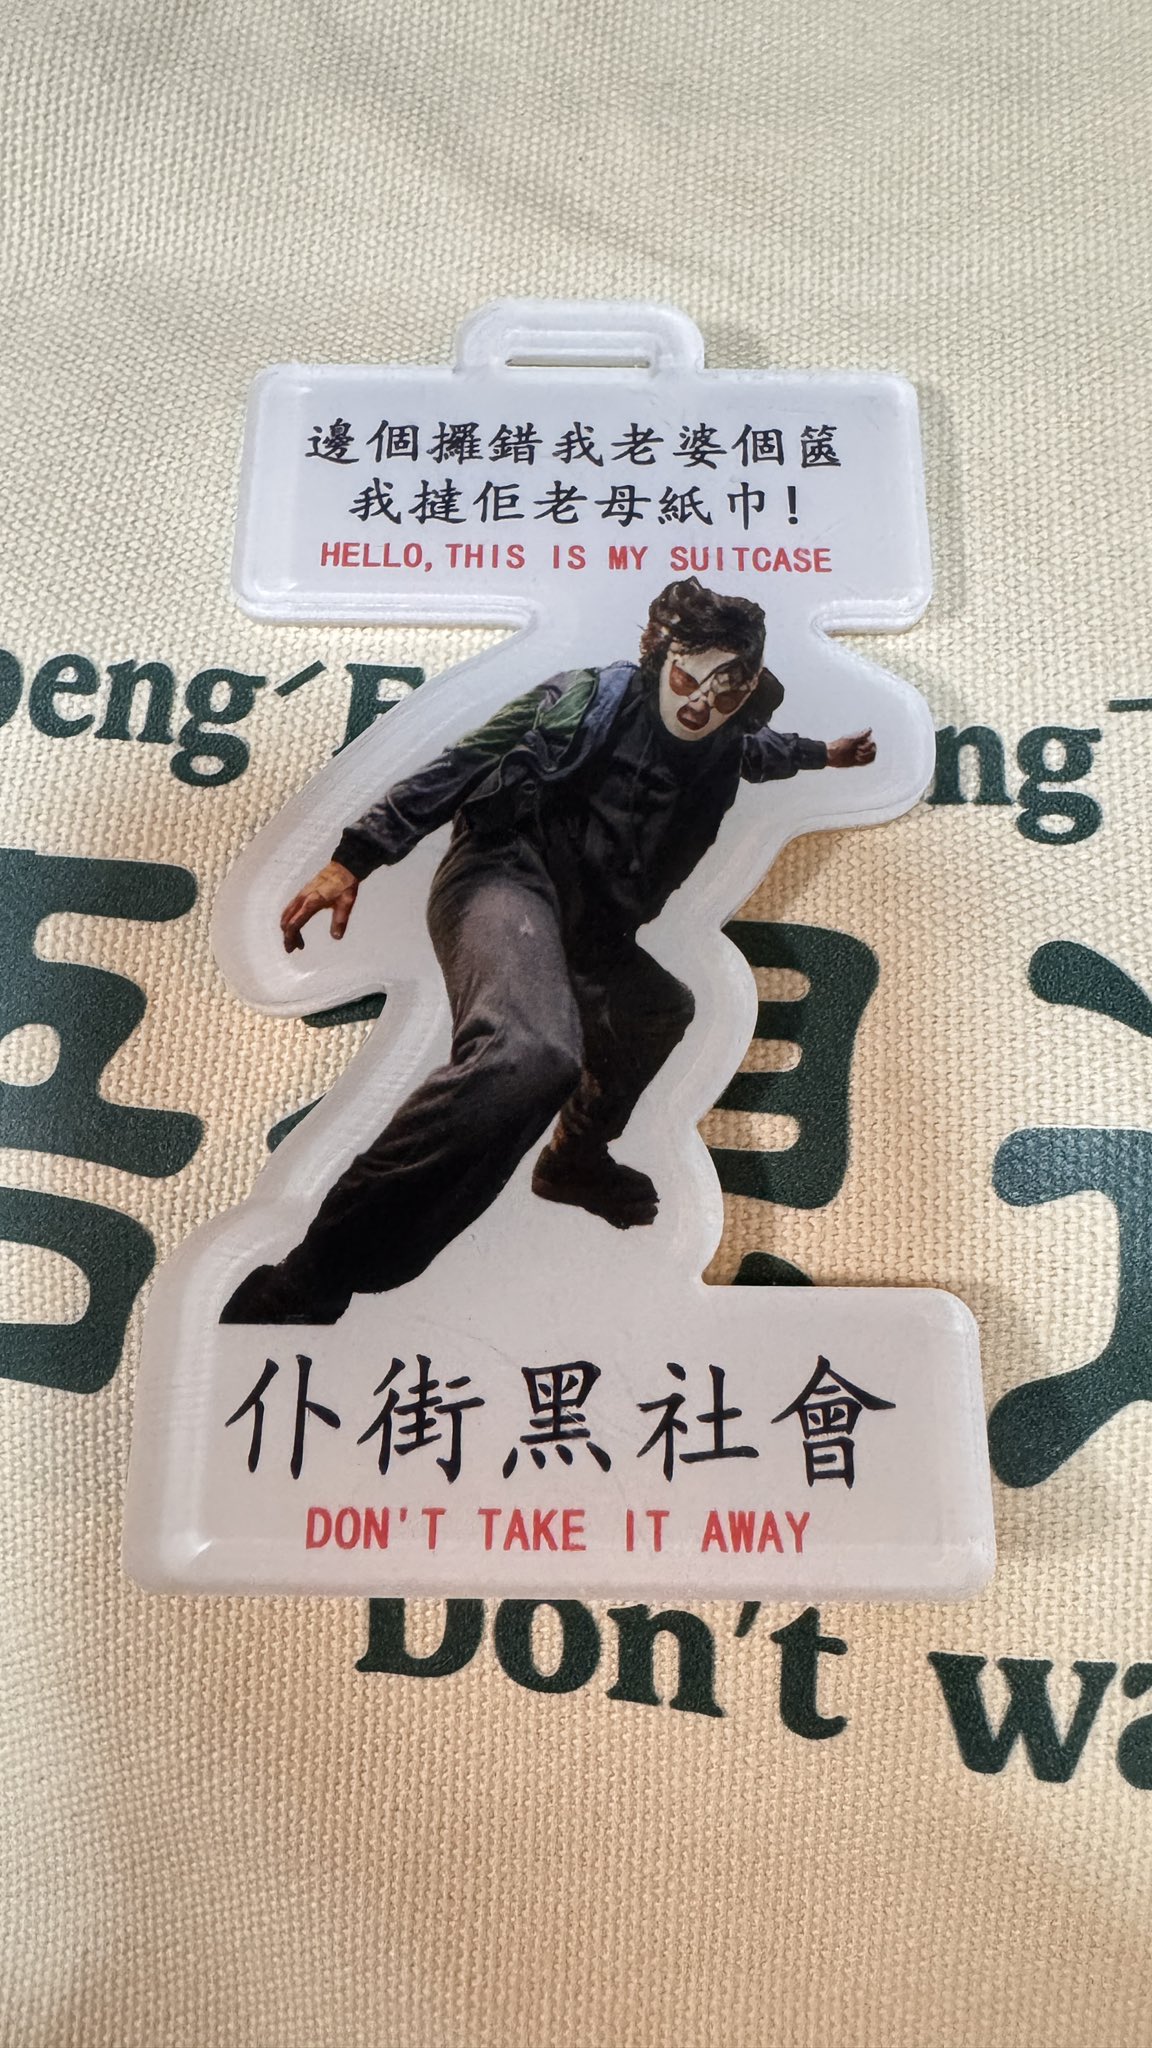 邊個攞錯我老婆個篋
我撻佢老母紙巾！
HELLO, THIS IS MY SUITCASE
仆街黑社會
DON'T TAKE IT AWAY
Don't